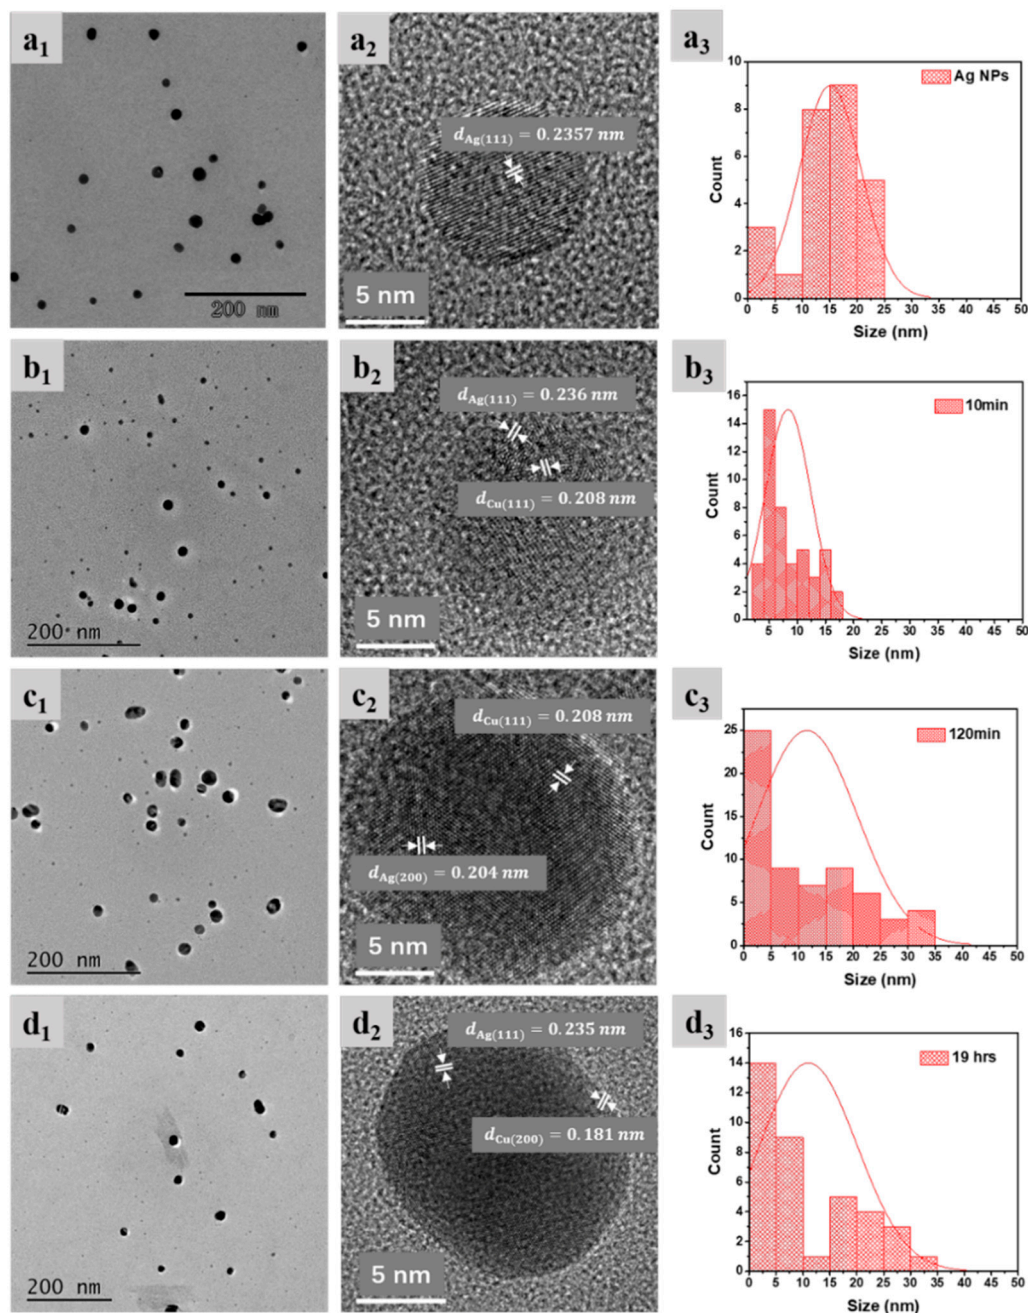 a1
200 nm
a2
d Ag(111) = 0.2357 nm
5 nm
a3
Ag NPs
10
8
6
4
2
0
Count
0 5 10 15 20 25 30 35 40 45 50
Size (nm)
b1
200 nm
b2
d Ag(111) = 0.236 nm
d Cu(111) = 0.208 nm
5 nm
b3
10min
16
14
12
10
8
6
4
2
0
Count
5 10 15 20 25 30 35 40 45 50
Size (nm)
c1
200 nm
c2
d Cu(111) = 0.208 nm
d Ag(200) = 0.204 nm
5 nm
c3
120min
25
20
15
10
5
0
Count
0 5 10 15 20 25 30 35 40 45 50
Size (nm)
d1
200 nm
d2
d Ag(111) = 0.235 nm
d Cu(200) = 0.181 nm
5 nm
d3
19 hrs
16
14
12
10
8
6
4
2
0
Count
0 5 10 15 20 25 30 35 40 45 50
Size (nm)